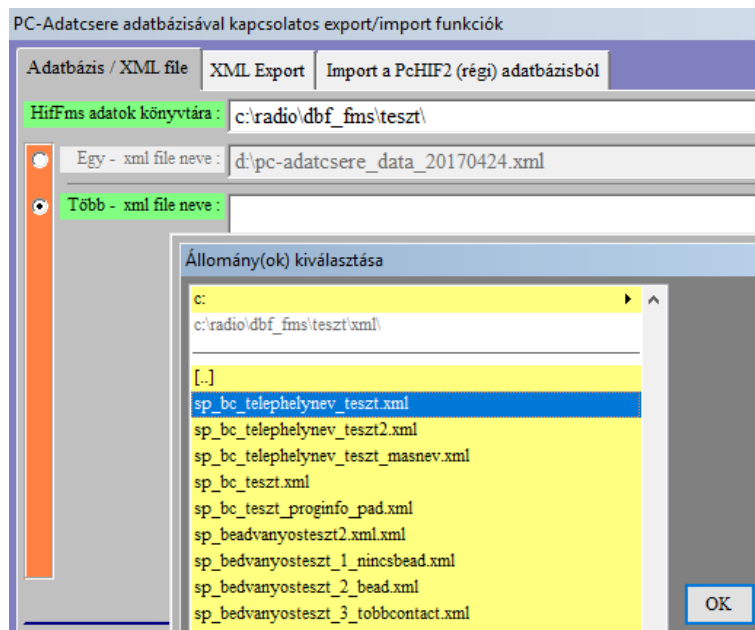 PC-Adatcsere adatbázisával kapcsolatos export/import funkciók
Adatbázis / XML file XML Export Import a PcHIF2 (régi) adatbázisból
HifFms adatok könyvtára : c:\radio\dbf_fms\teszt\
Egy - xml file neve : d:\pc-adatcsere_data_20170424.xml
Több - xml file neve :
Állomány(ok) kiválasztása
c:
c:\radio\dbf_fms\teszt\xml\
[..]
sp_bc_telephelynev_teszt.xml
sp_bc_telephelynev_teszt2.xml
sp_bc_telephelynev_teszt_masnev.xml
sp_bc_teszt.xml
sp_bc_teszt_proginfo_pad.xml
sp_beadvanyosteszt2.xml.xml
sp_bedvanyosteszt_1_nincsbead.xml
sp_bedvanyosteszt_2_bead.xml
sp_bedvanyosteszt_3_tobbcontact.xml
OK